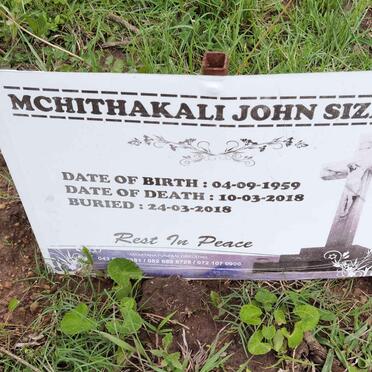 MCHITHAKALI JOHN
DATE OF BIRTH : 04-09-1959
DATE OF DEATH : 10-03-2018
BURIED : 24-03-2018
Rest In Peace